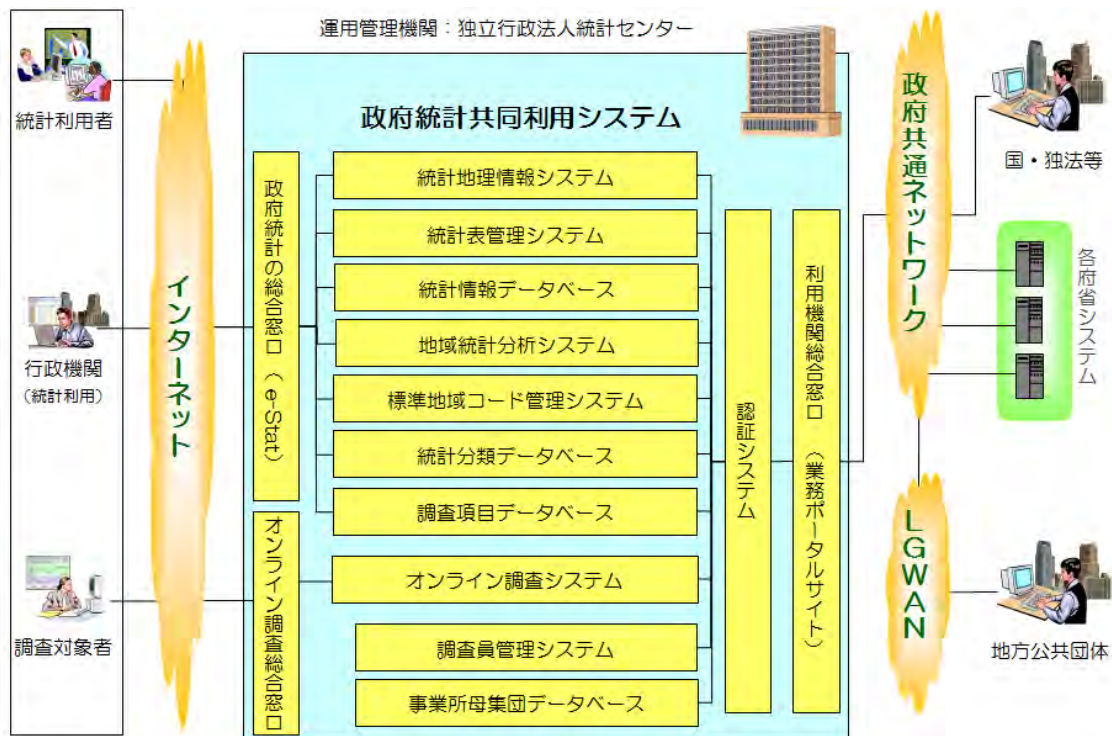 運用管理機関：独立行政法人統計センター
政府統計共同利用システム
統計利用者
行政機関
（統計利用）
調査対象者
インターネット
政府統計の総合窓口（e-Stat）
オンライン調査総合窓口
統計地理情報システム
統計表管理システム
統計情報データベース
地域統計分析システム
標準地域コード管理システム
統計分類データベース
調査項目データベース
オンライン調査システム
調査員管理システム
事業所母集団データベース
認証システム
利用機関総合窓口（業務ポータルサイト）
政府共通ネットワーク
LGWAN
国・独法等
各府省システム
地方公共団体